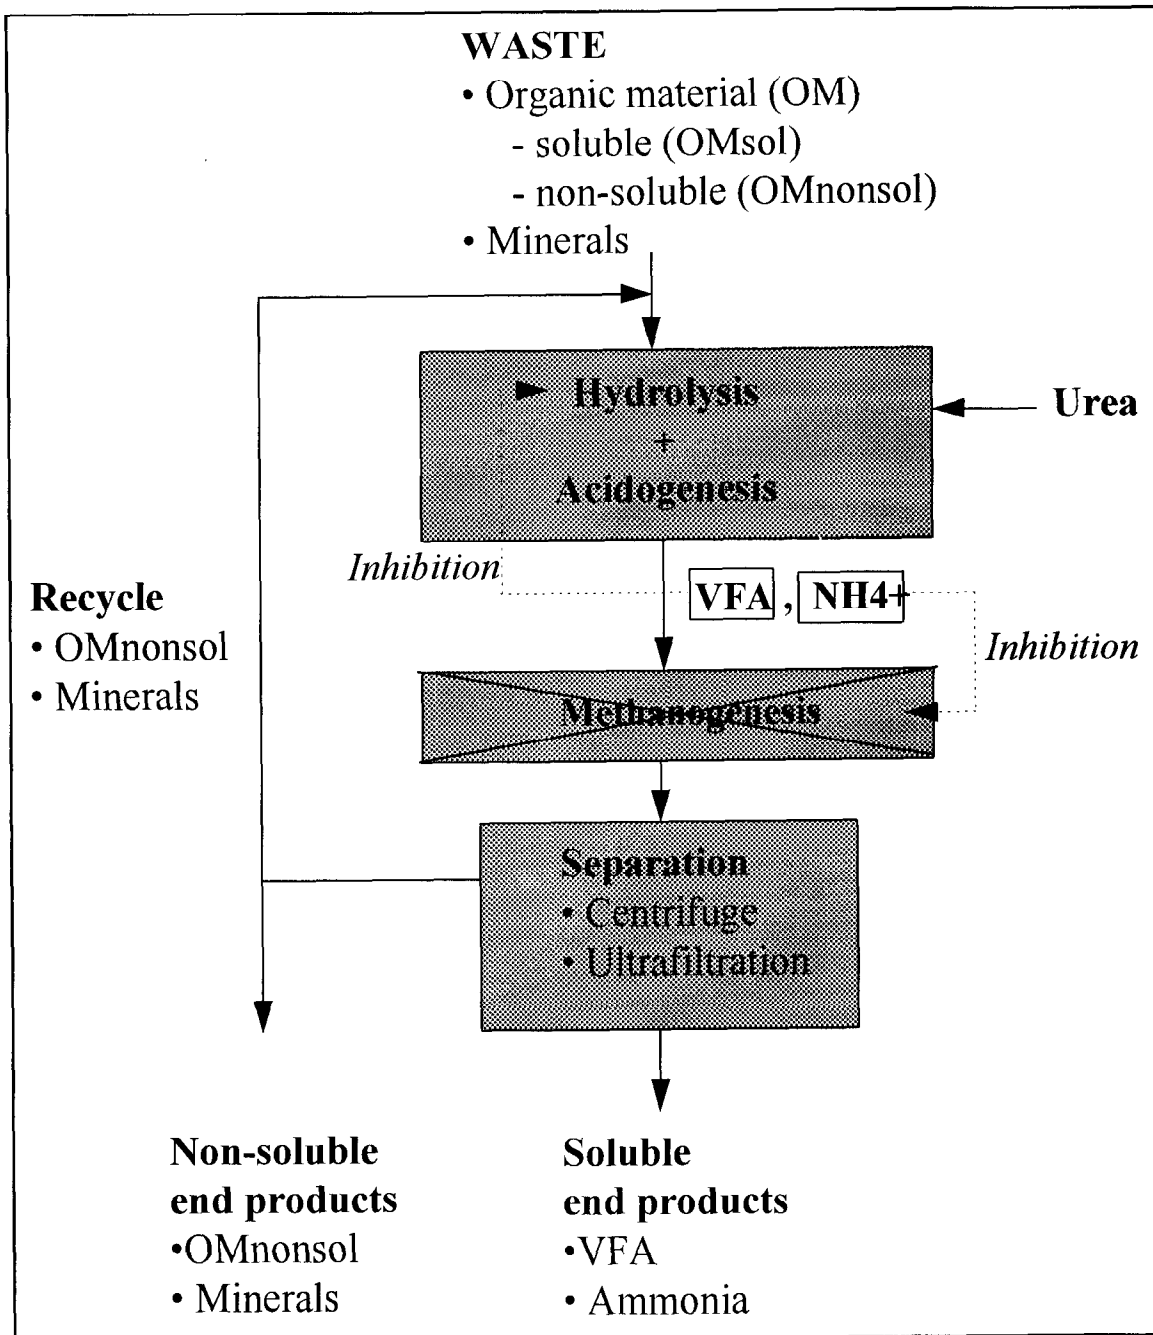 WASTE
• Organic material (OM)
- soluble (OMsol)
- non-soluble (OMnonsol)
• Minerals
Hydrolysis
+
Acidogenesis
Urea
Inhibition
VFA , NH4+
Recycle
• OMnonsol
• Minerals
Inhibition
Methanogenesis
Separation
• Centrifuge
• Ultrafiltration
Non-soluble
end products
•OMnonsol
• Minerals
Soluble
end products
•VFA
• Ammonia